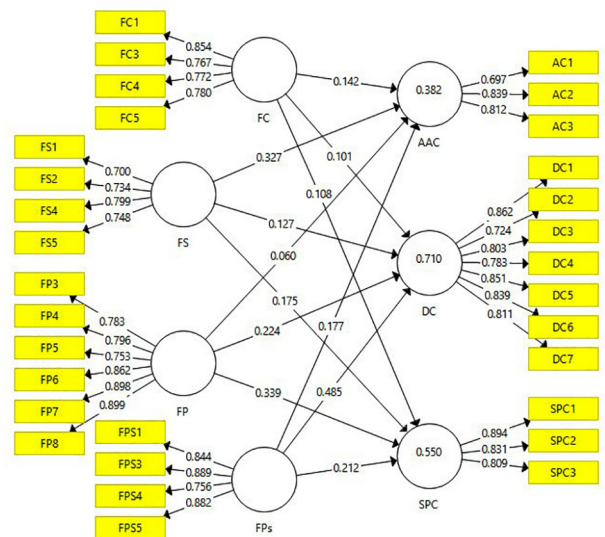 FC1
FC3
FC4
FC5
0.854
0.767
0.772
0.780
FC
FS1
FS2
FS4
FS5
0.700
0.734
0.799
0.748
FS
FP3
FP4
FP5
FP6
FP7
FP8
0.783
0.796
0.753
0.862
0.898
0.899
FP
FPS1
FPS3
FPS4
FPS5
0.844
0.889
0.756
0.882
FPs
0.142
0.101
0.108
0.327
0.127
0.175
0.060
0.224
0.339
0.177
0.485
0.212
0.382
AAC
0.697
0.839
0.812
AC1
AC2
AC3
0.710
DC
0.862
0.724
0.803
0.783
0.851
0.839
0.811
DC1
DC2
DC3
DC4
DC5
DC6
DC7
0.550
SPC
0.894
0.831
0.809
SPC1
SPC2
SPC3